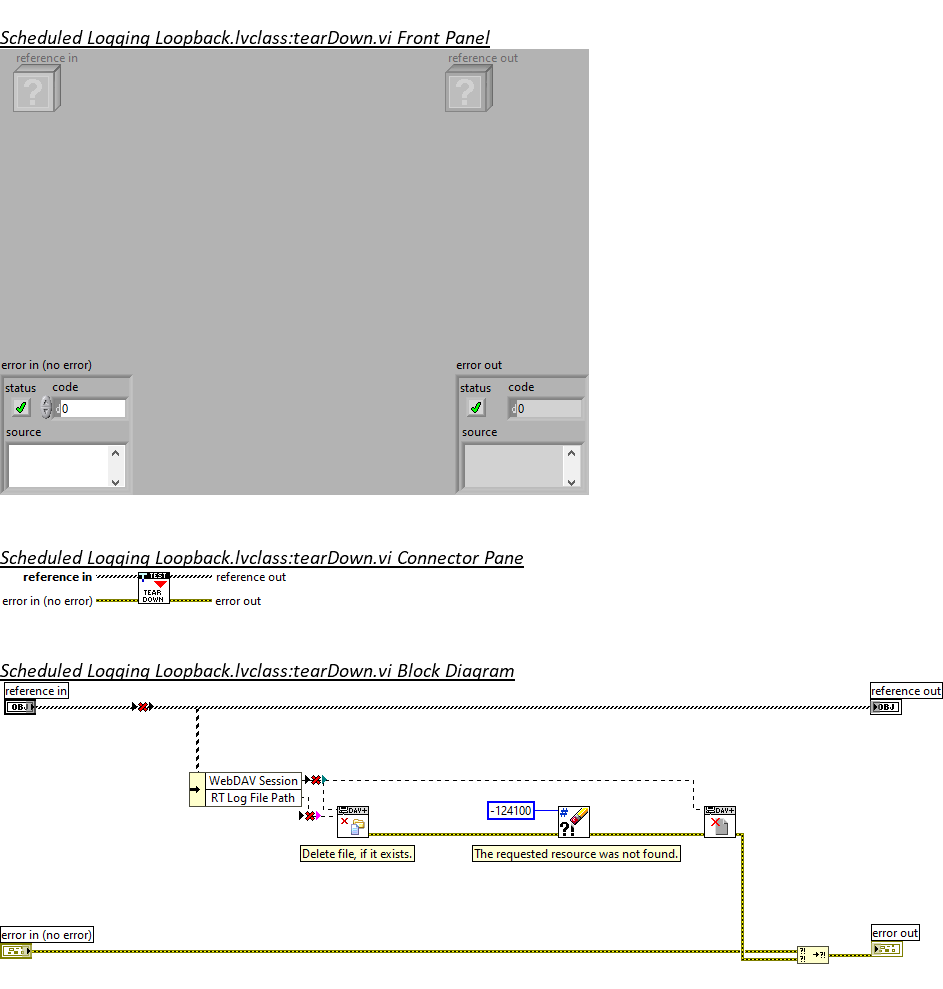 Scheduled Logging Loopback.lvclass:tearDown.vi Front Panel
reference in
reference out
?
?
error in (no error)
error out
status
code
status
code
d
0
d
0
source
source
Scheduled Logging Loopback.lvclass:tearDown.vi Connector Pane
reference in
TEST
reference out
TEAR
error in (no error)
DOWN
error out
Scheduled Logging Loopback.lvclass:tearDown.vi Block Diagram
reference in
reference out
OBJ
OBJ
WebDAV Session
RT Log File Path
DAV+
-124100
#
?!
DAV+
Delete file, if it exists.
The requested resource was not found.
error in (no error)
error out
?!
?!
?!